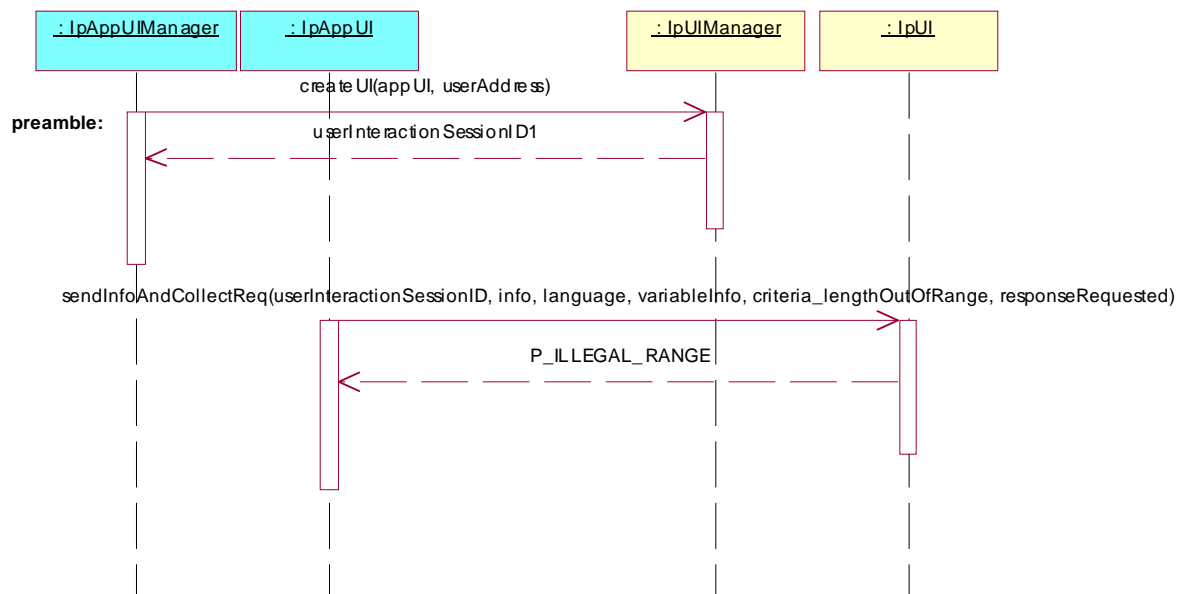 : IpAppUIManager
: IpAppUI
: IpUIManager
: IpUI
createUI(appUI, userAddress)
preamble:
userInteractionSessionID1
sendInfoAndCollectReq(userInteractionSessionID, info, language, variableInfo, criteria_lengthOutOfRange, responseRequested)
P_ILLEGAL_RANGE